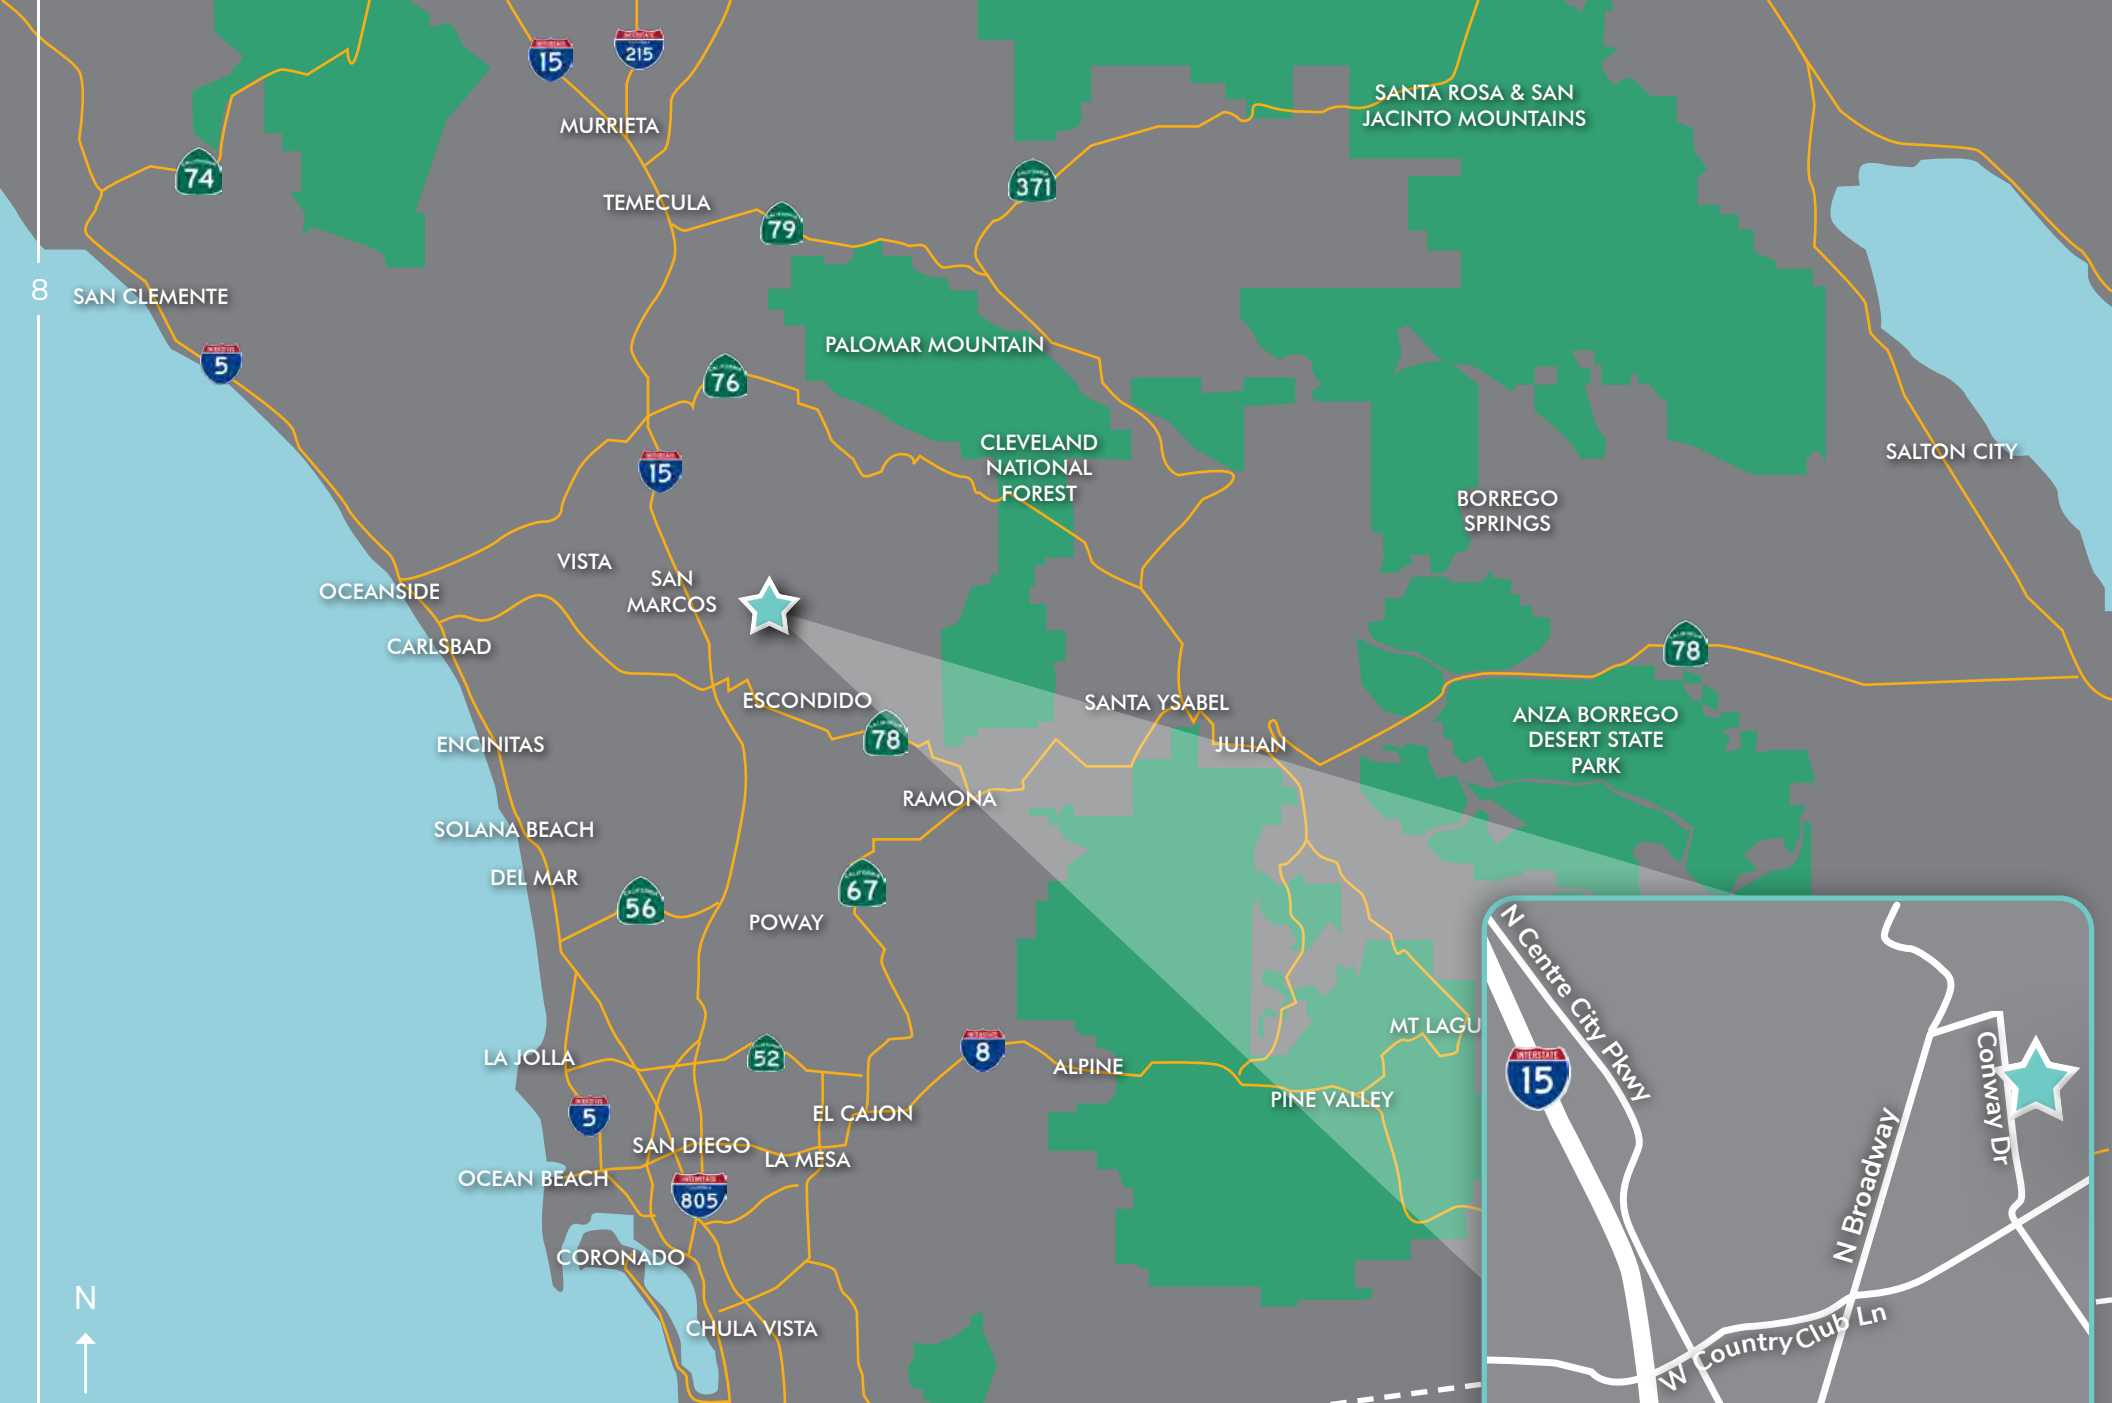 15
INTERSTATE
215
MURRIETA
SANTA ROSA & SAN
JACINTO MOUNTAINS
74
371
TEMECULA
79
8
SAN CLEMENTE
PALOMAR MOUNTAIN
5
76
CLEVELAND
NATIONAL
FOREST
SALTON CITY
15
BORREGO
SPRINGS
VISTA
SAN
MARCOS
OCEANSIDE
CARLSBAD
78
ESCONDIDO
SANTA YSABEL
78
ENCINITAS
JULIAN
ANZA BORREGO
DESERT STATE
PARK
RAMONA
SOLANA BEACH
DEL MAR
56
67
POWAY
LA JOLLA
52
8
ALPINE
MT LAGU
PINE VALLEY
5
EL CAJON
SAN DIEGO
LA MESA
OCEAN BEACH
INTERSTATE
805
CORONADO
CHULA VISTA
N
N Centre City Pkwy
INTERSTATE
15
Conway Dr
N Broadway
W Country Club Ln